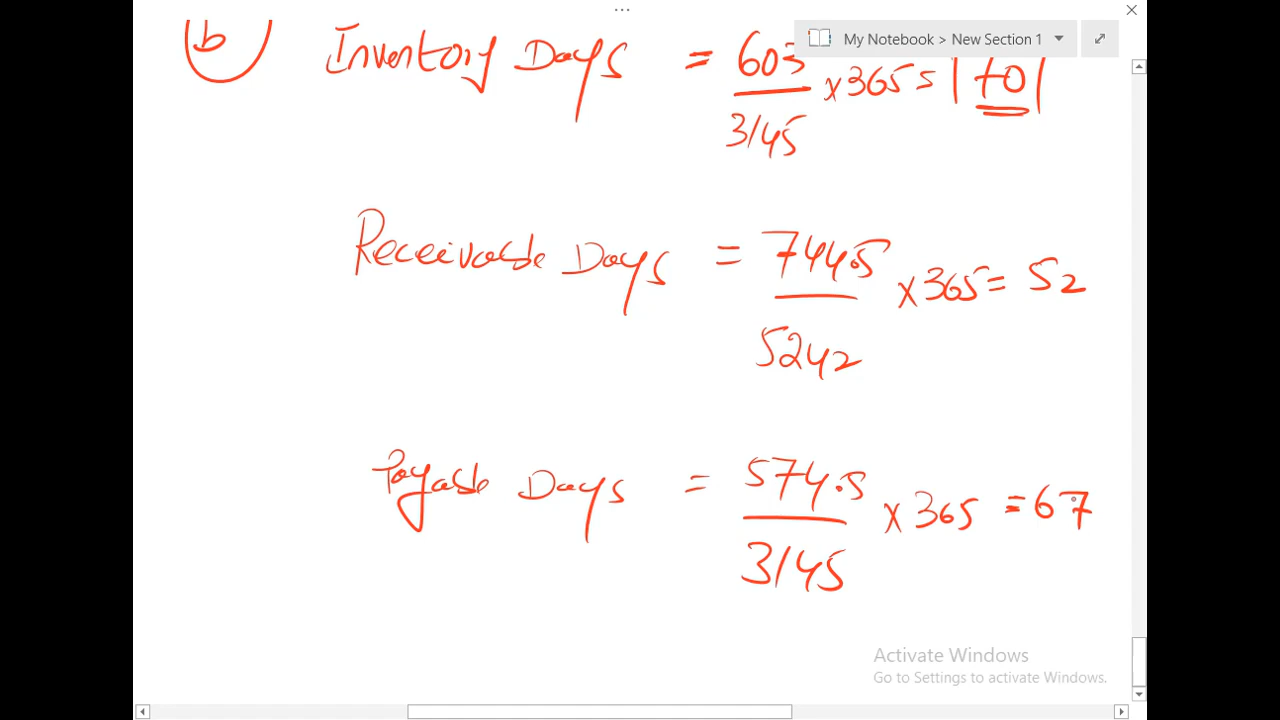 ...
My Notebook > New Section 1
b Inventory Days = 603 / 3145 × 365 = |70|
Receivable Days = 744.5 / 5242 × 365 = 52
Payable Days = 574.5 / 3145 × 365 = 67
Activate Windows
Go to Settings to activate Windows.